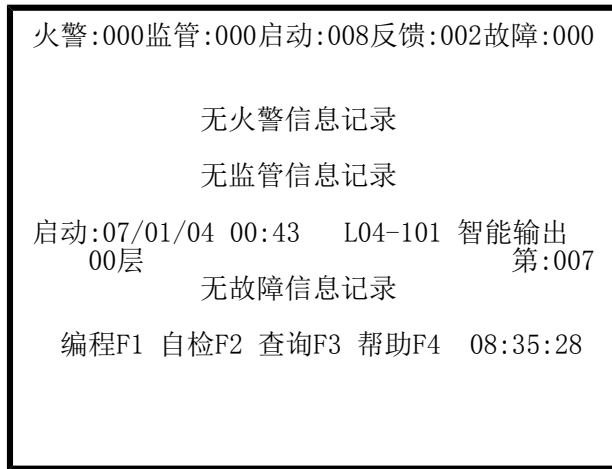 火警:000监管:000启动:008反馈:002故障:000
无火警信息记录
无监管信息记录
启动:07/01/04 00:43 L04-101 智能输出
00层 第:007
无故障信息记录
编程F1 自检F2 查询F3 帮助F4 08:35:28